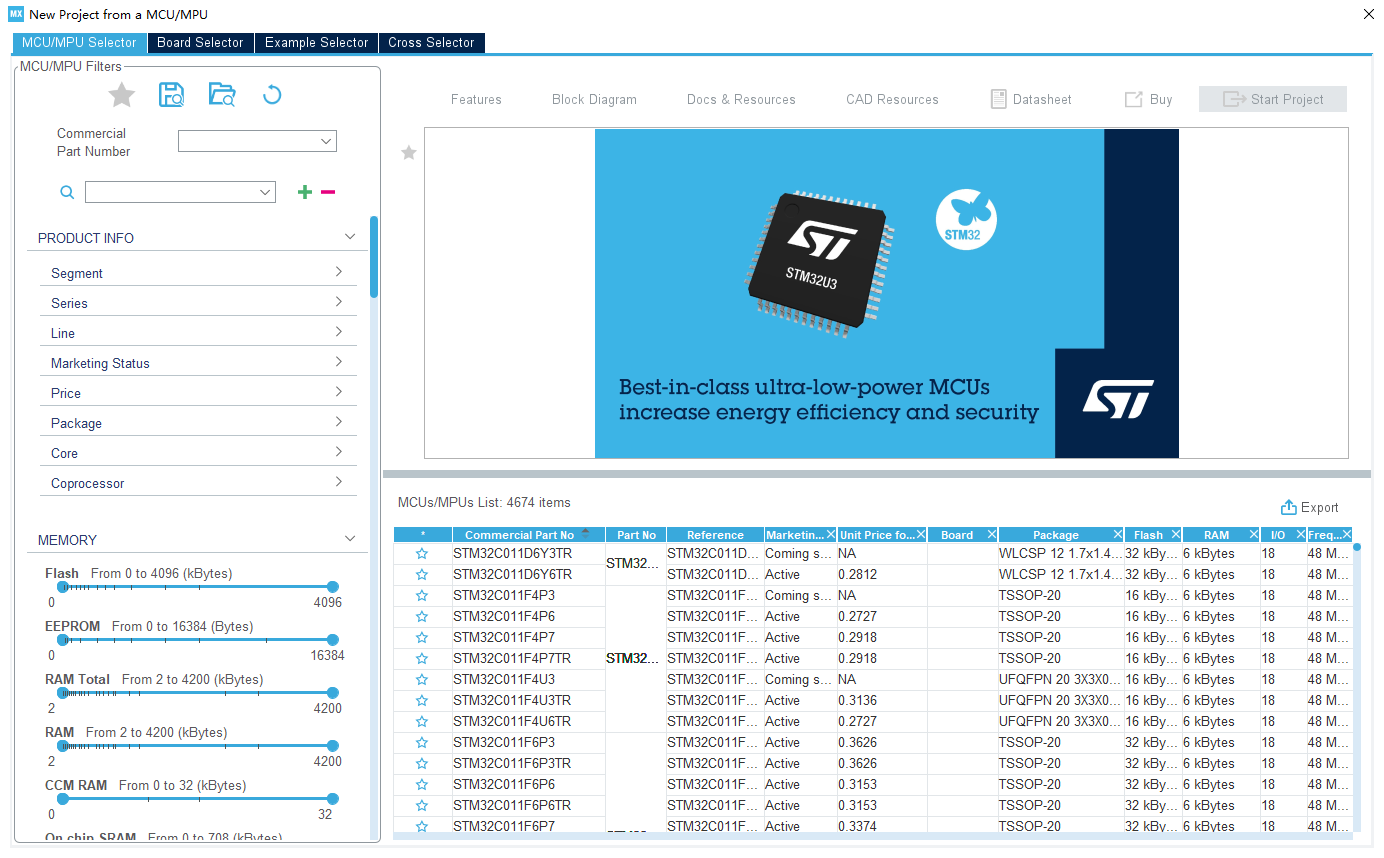 MX New Project from a MCU/MPU
MCU/MPU Selector Board Selector Example Selector Cross Selector
MCU/MPU Filters
Commercial
Part Number
PRODUCT INFO
Segment
Series
Line
Marketing Status
Price
Package
Core
Coprocessor
MEMORY
Flash From 0 to 4096 (kBytes)
0 4096
EEPROM From 0 to 16384 (Bytes)
0 16384
RAM Total From 2 to 4200 (kBytes)
2 4200
RAM From 2 to 4200 (kBytes)
2 4200
CCM RAM From 0 to 32 (kBytes)
0 32
On chip SRAM From 0 to 708 (kBytes)
Features Block Diagram Docs & Resources CAD Resources Datasheet Buy Start Project
STM32
ST
STM32U3
Best-in-class ultra-low-power MCUs
increase energy efficiency and security
ST
MCUs/MPUs List: 4674 items
Export
* Commercial Part No Part No Reference Marketin... Unit Price fo... Board Package Flash RAM I/O Freq...
STM32C011D6Y3TR STM32... STM32C011D... Coming s... NA WLCSP 12 1.7x1.4... 32 kBy... 6 kBytes 18 48 M...
STM32C011D6Y6TR STM32C011D... Active 0.2812 WLCSP 12 1.7x1.4... 32 kBy... 6 kBytes 18 48 M...
STM32C011F4P3 STM32C011F... Coming s... NA TSSOP-20 16 kBy... 6 kBytes 18 48 M...
STM32C011F4P6 STM32C011F... Active 0.2727 TSSOP-20 16 kBy... 6 kBytes 18 48 M...
STM32C011F4P7 STM32C011F... Active 0.2918 TSSOP-20 16 kBy... 6 kBytes 18 48 M...
STM32C011F4P7TR STM32... STM32C011F... Active 0.2918 TSSOP-20 16 kBy... 6 kBytes 18 48 M...
STM32C011F4U3 STM32C011F... Coming s... NA UFQFPN 20 3X3X0... 16 kBy... 6 kBytes 18 48 M...
STM32C011F4U3TR STM32C011F... Active 0.3136 UFQFPN 20 3X3X0... 16 kBy... 6 kBytes 18 48 M...
STM32C011F4U6TR STM32C011F... Active 0.2727 UFQFPN 20 3X3X0... 16 kBy... 6 kBytes 18 48 M...
STM32C011F6P3 STM32C011F... Active 0.3626 TSSOP-20 32 kBy... 6 kBytes 18 48 M...
STM32C011F6P3TR STM32C011F... Active 0.3626 TSSOP-20 32 kBy... 6 kBytes 18 48 M...
STM32C011F6P6 STM32C011F... Active 0.3153 TSSOP-20 32 kBy... 6 kBytes 18 48 M...
STM32C011F6P6TR STM32C011F... Active 0.3153 TSSOP-20 32 kBy... 6 kBytes 18 48 M...
STM32C011F6P7 STM32C011F... Active 0.3374 TSSOP-20 32 kBy... 6 kBytes 18 48 M...